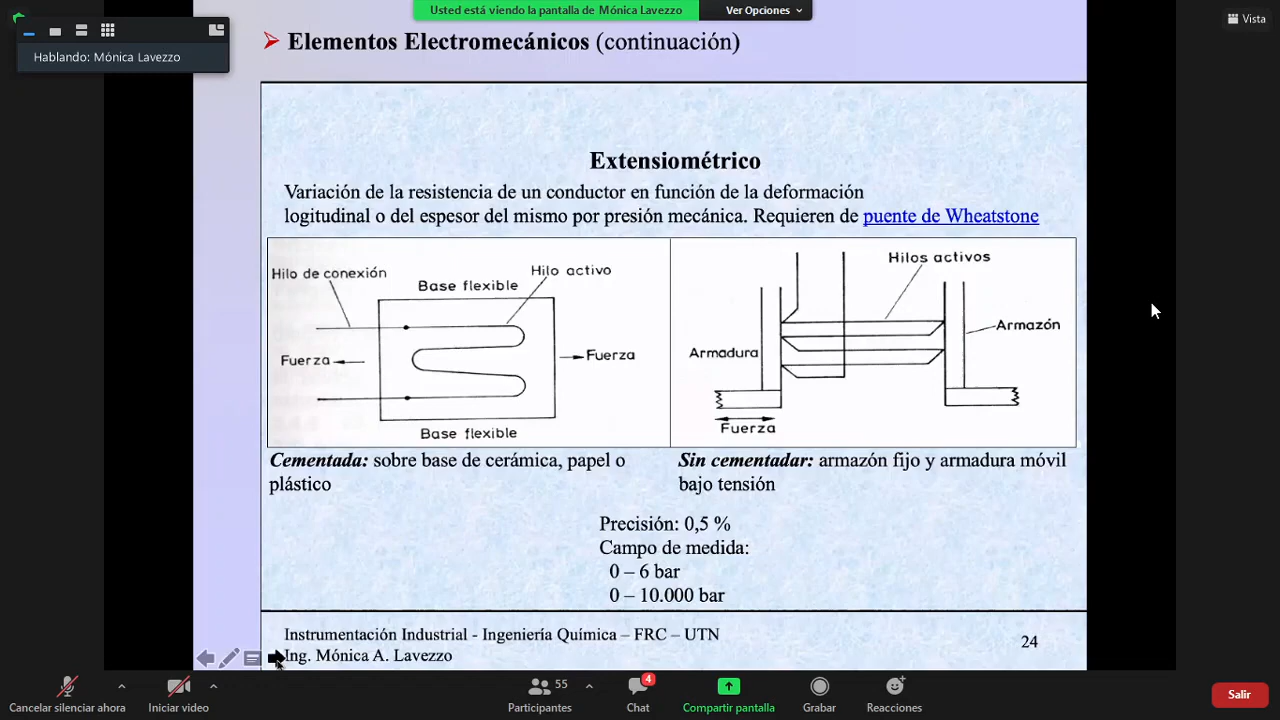 Usted está viendo la pantalla de Mónica Lavezzo
Ver Opciones
Vista
Hablando: Mónica Lavezzo
Elementos Electromecánicos (continuación)
Extensiométrico
Variación de la resistencia de un conductor en función de la deformación
logitudinal o del espesor del mismo por presión mecánica. Requieren de puente de Wheatstone
Hilo de conexión
Hilo activo
Base flexible
Fuerza
Fuerza
Base flexible
Hilos activos
Armazón
Armadura
Fuerza
Cementada: sobre base de cerámica, papel o
plástico
Sin cementadar: armazón fijo y armadura móvil
bajo tensión
Precisión: 0,5 %
Campo de medida:
0 – 6 bar
0 – 10.000 bar
Instrumentación Industrial - Ingeniería Química – FRC – UTN
Ing. Mónica A. Lavezzo
24
Cancelar silenciar ahora
Iniciar video
55
Participantes
4
Chat
Compartir pantalla
Grabar
Reacciones
Salir